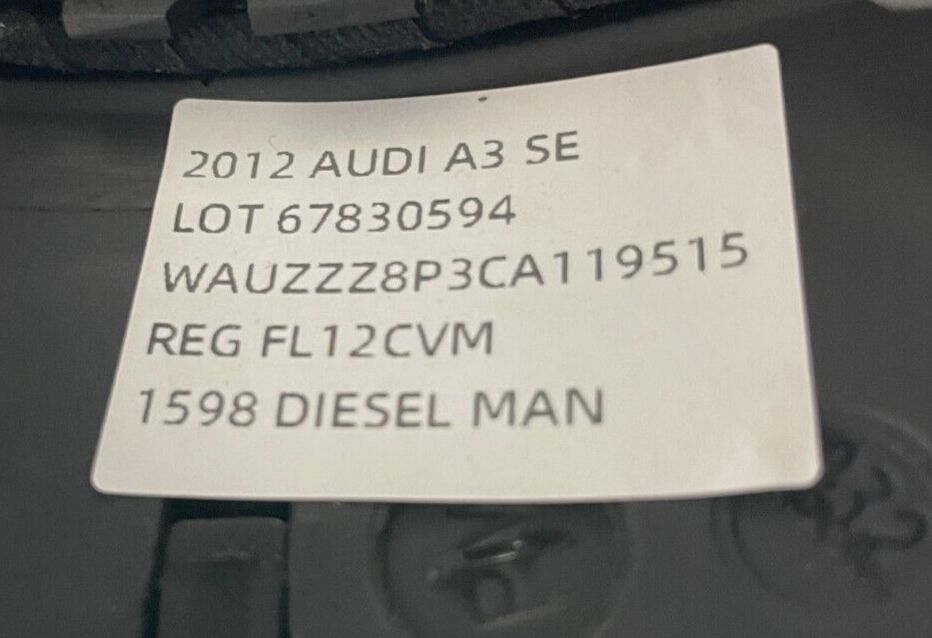 2012 AUDI A3 SE
LOT 67830594
WAUZZZ8P3CA119515
REG FL12CVM
1598 DIESEL MAN